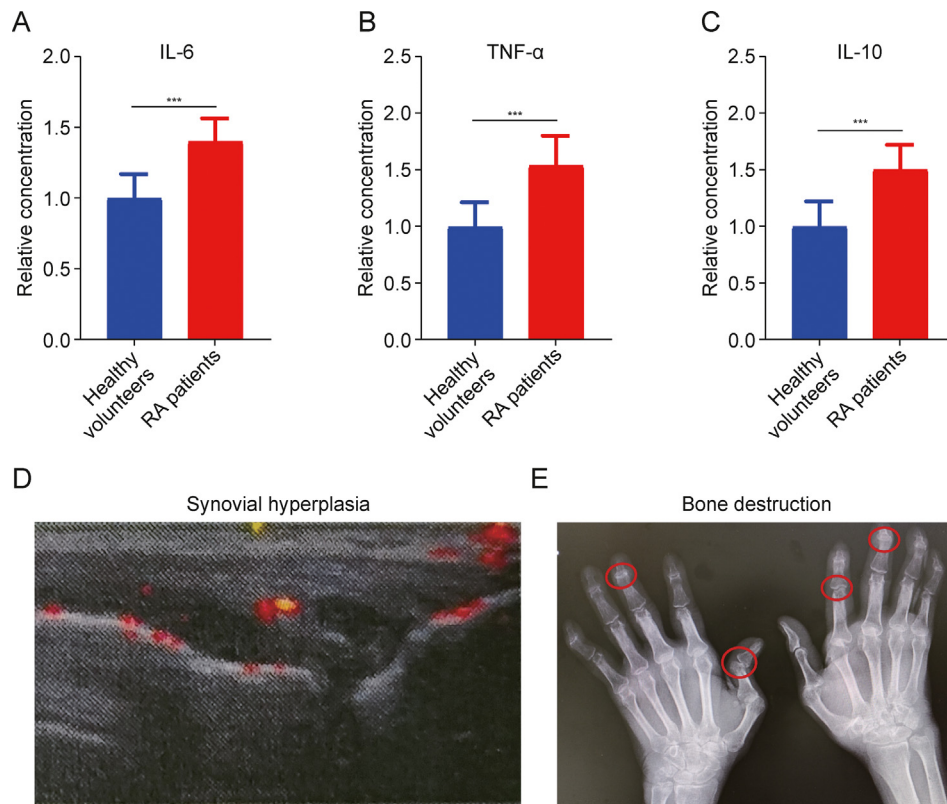 A
IL-6
Relative concentration
2.0
1.5
1.0
0.5
0.0
***
Healthy
volunteers
RA patients
B
TNF-α
Relative concentration
2.5
2.0
1.5
1.0
0.5
0.0
***
Healthy
volunteers
RA patients
C
IL-10
Relative concentration
2.5
2.0
1.5
1.0
0.5
0.0
***
Healthy
volunteers
RA patients
D
Synovial hyperplasia
E
Bone destruction